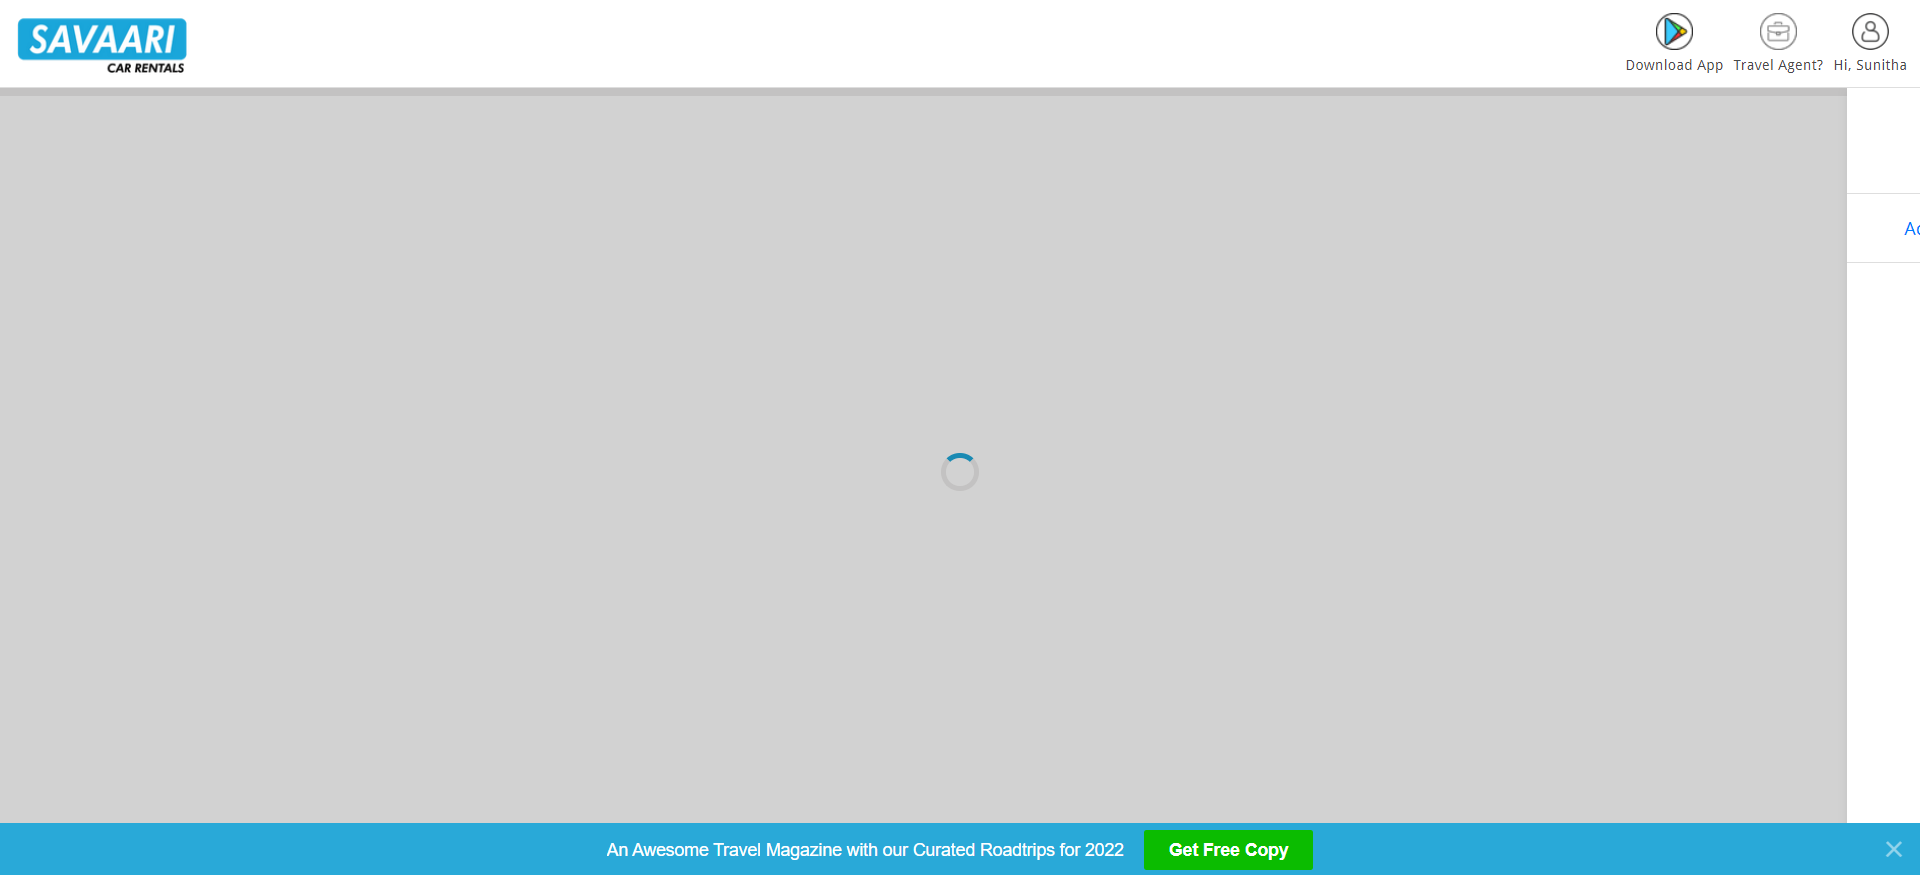 SAVAARI
CAR RENTALS
Download App
Travel Agent?
Hi, Sunitha
An Awesome Travel Magazine with our Curated Roadtrips for 2022
Get Free Copy